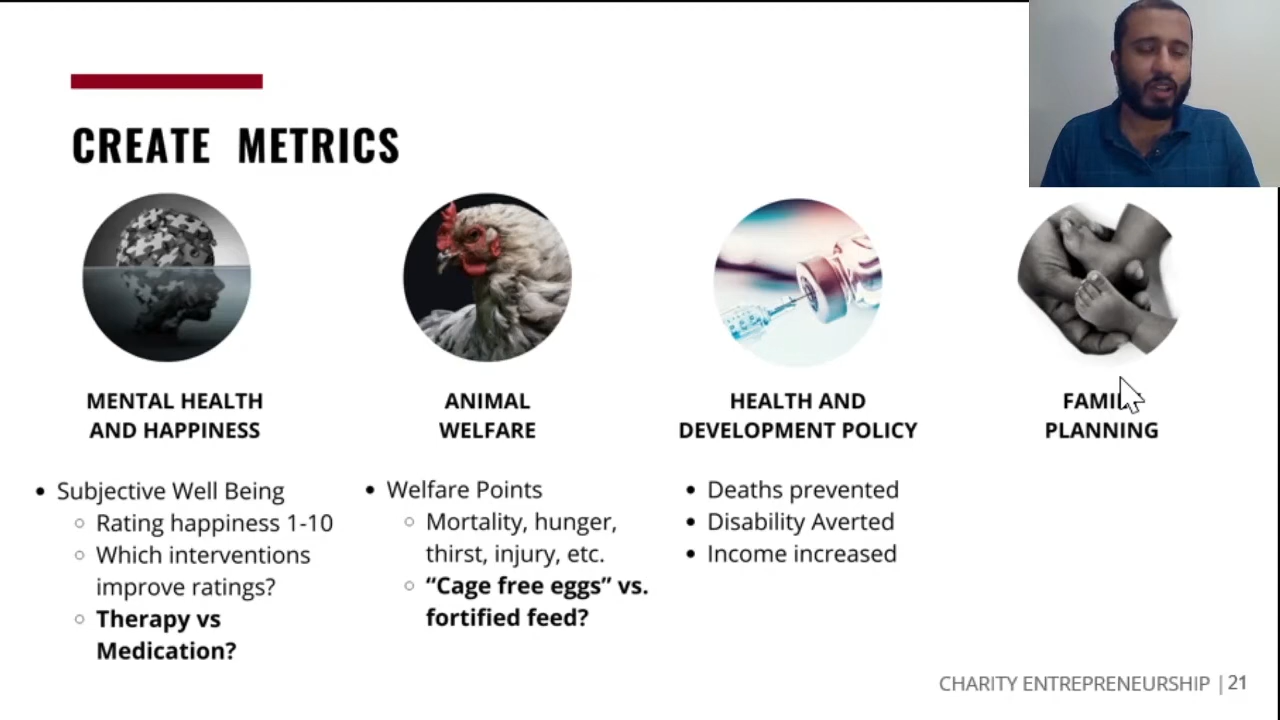 CREATE METRICS
MENTAL HEALTH
AND HAPPINESS
• Subjective Well Being
○ Rating happiness 1-10
○ Which interventions
improve ratings?
○ Therapy vs
Medication?
ANIMAL
WELFARE
• Welfare Points
○ Mortality, hunger,
thirst, injury, etc.
○ “Cage free eggs” vs.
fortified feed?
HEALTH AND
DEVELOPMENT POLICY
• Deaths prevented
• Disability Averted
• Income increased
FAMILY
PLANNING
CHARITY ENTREPRENEURSHIP | 21